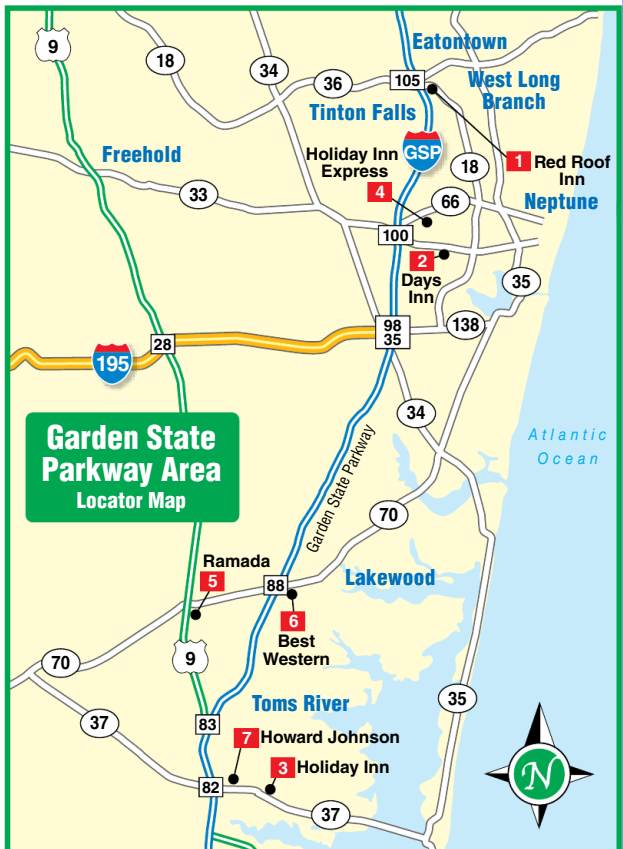 9
18
34
36
105
Eatontown
West Long
Branch
Tinton Falls
Freehold
Holiday Inn
Express
GSP
1 Red Roof
Inn
18
33
4
66
Neptune
100
2
Days
Inn
35
28
98
35
138
195
34
Garden State
Parkway Area
Locator Map
Atlantic
Ocean
Garden State Parkway
70
Ramada
5
88
Lakewood
6
Best
Western
9
70
Toms River
35
37
83
7 Howard Johnson
3 Holiday Inn
82
37
N